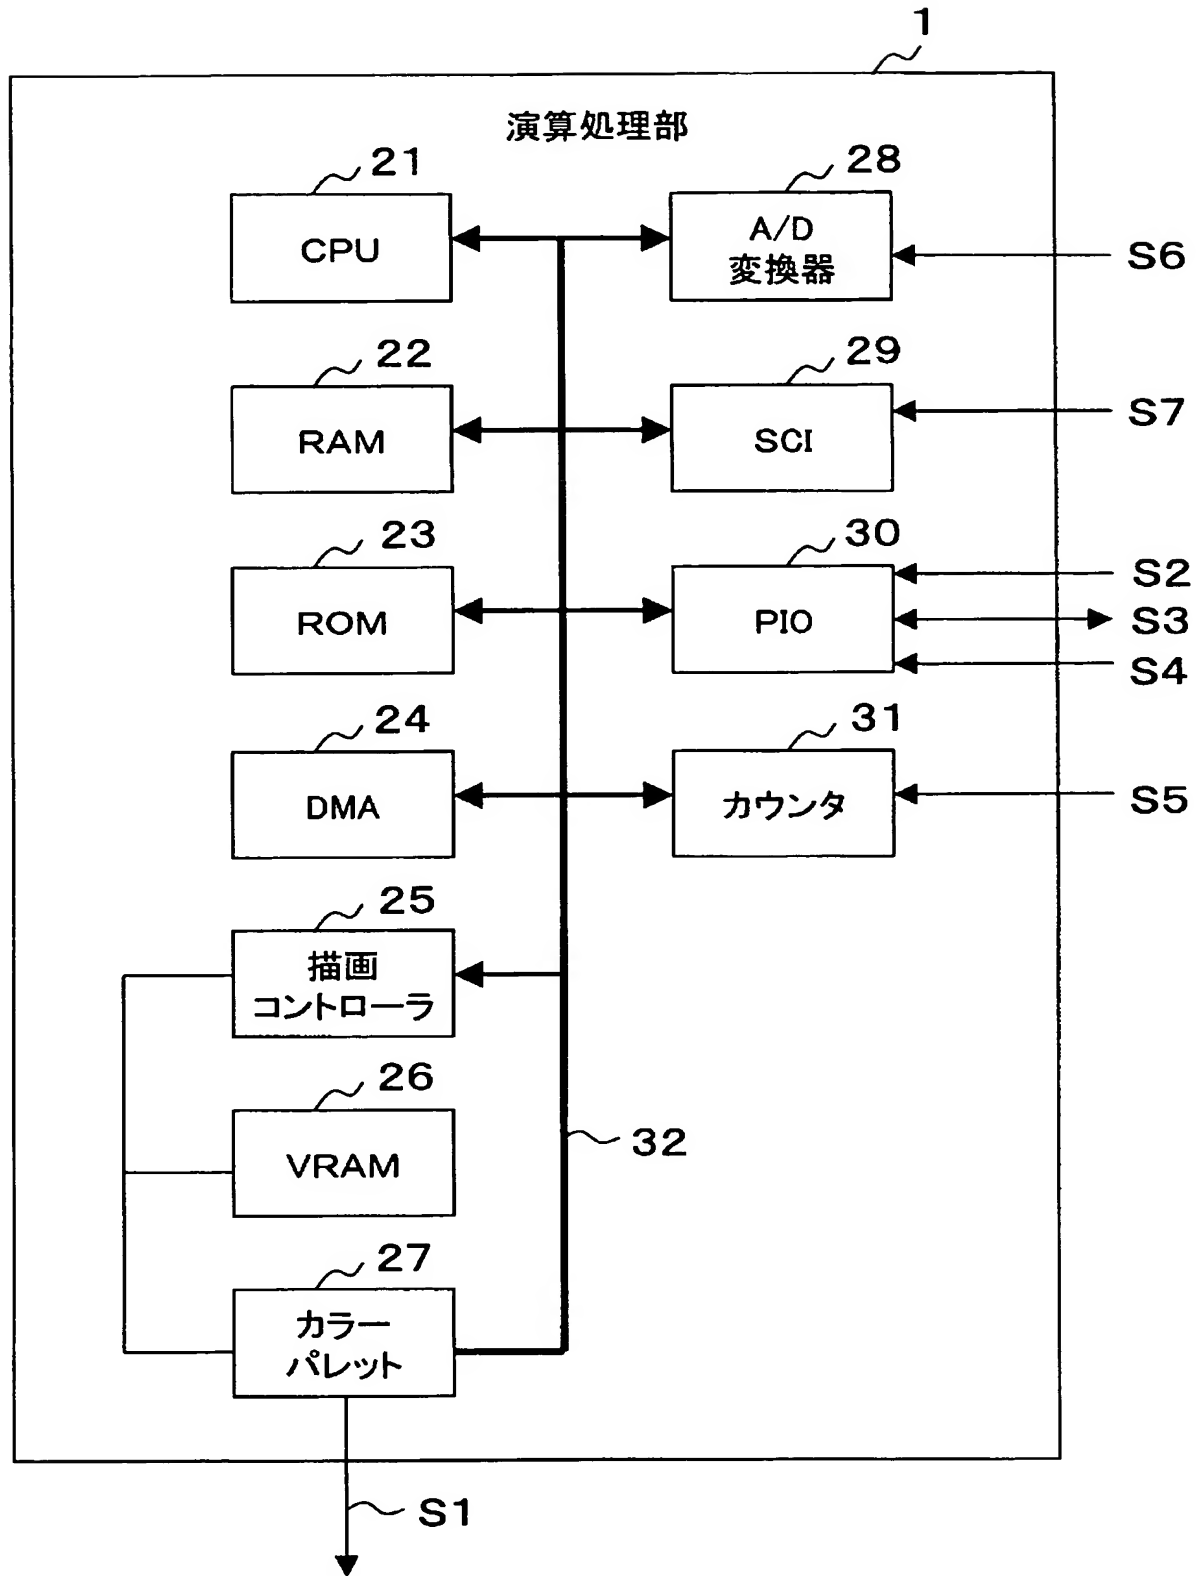 1
演算処理部
21
CPU
28
A/D
変換器
S6
22
RAM
29
SCI
S7
23
ROM
30
PIO
S2
S3
S4
24
DMA
31
カウンタ
S5
25
描画
コントローラ
26
VRAM
32
27
カラー
パレット
S1